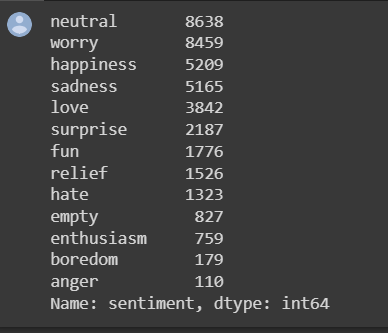 neutral 8638
worry 8459
happiness 5209
sadness 5165
love 3842
surprise 2187
fun 1776
relief 1526
hate 1323
empty 827
enthusiasm 759
boredom 179
anger 110
Name: sentiment, dtype: int64